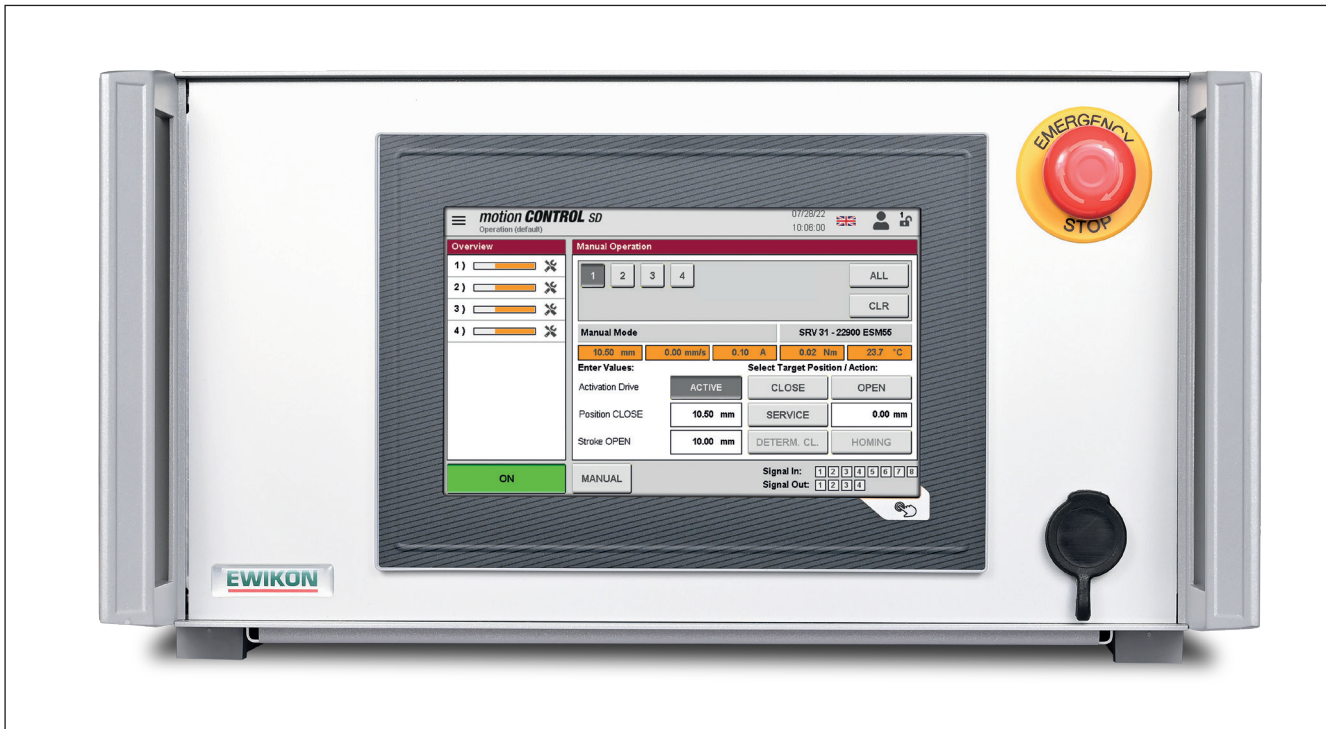 EMERGENCY
STOP
motion CONTROL SD
Operation (default)
07/28/22
10:06:00
1
Overview
1)
2)
3)
4)
Manual Operation
1 2 3 4 ALL
CLR
Manual Mode SRV 31 - 22900 ESM55
10.50 mm 0.00 mm/s 0.10 A 0.02 Nm 23.7 °C
Enter Values: Select Target Position / Action:
Activation Drive ACTIVE CLOSE OPEN
Position CLOSE 10.50 mm SERVICE 0.00 mm
Stroke OPEN 10.00 mm DETERM. CL. HOMING
ON MANUAL
Signal In: 1 2 3 4 5 6 7 8
Signal Out: 1 2 3 4
EWIKON